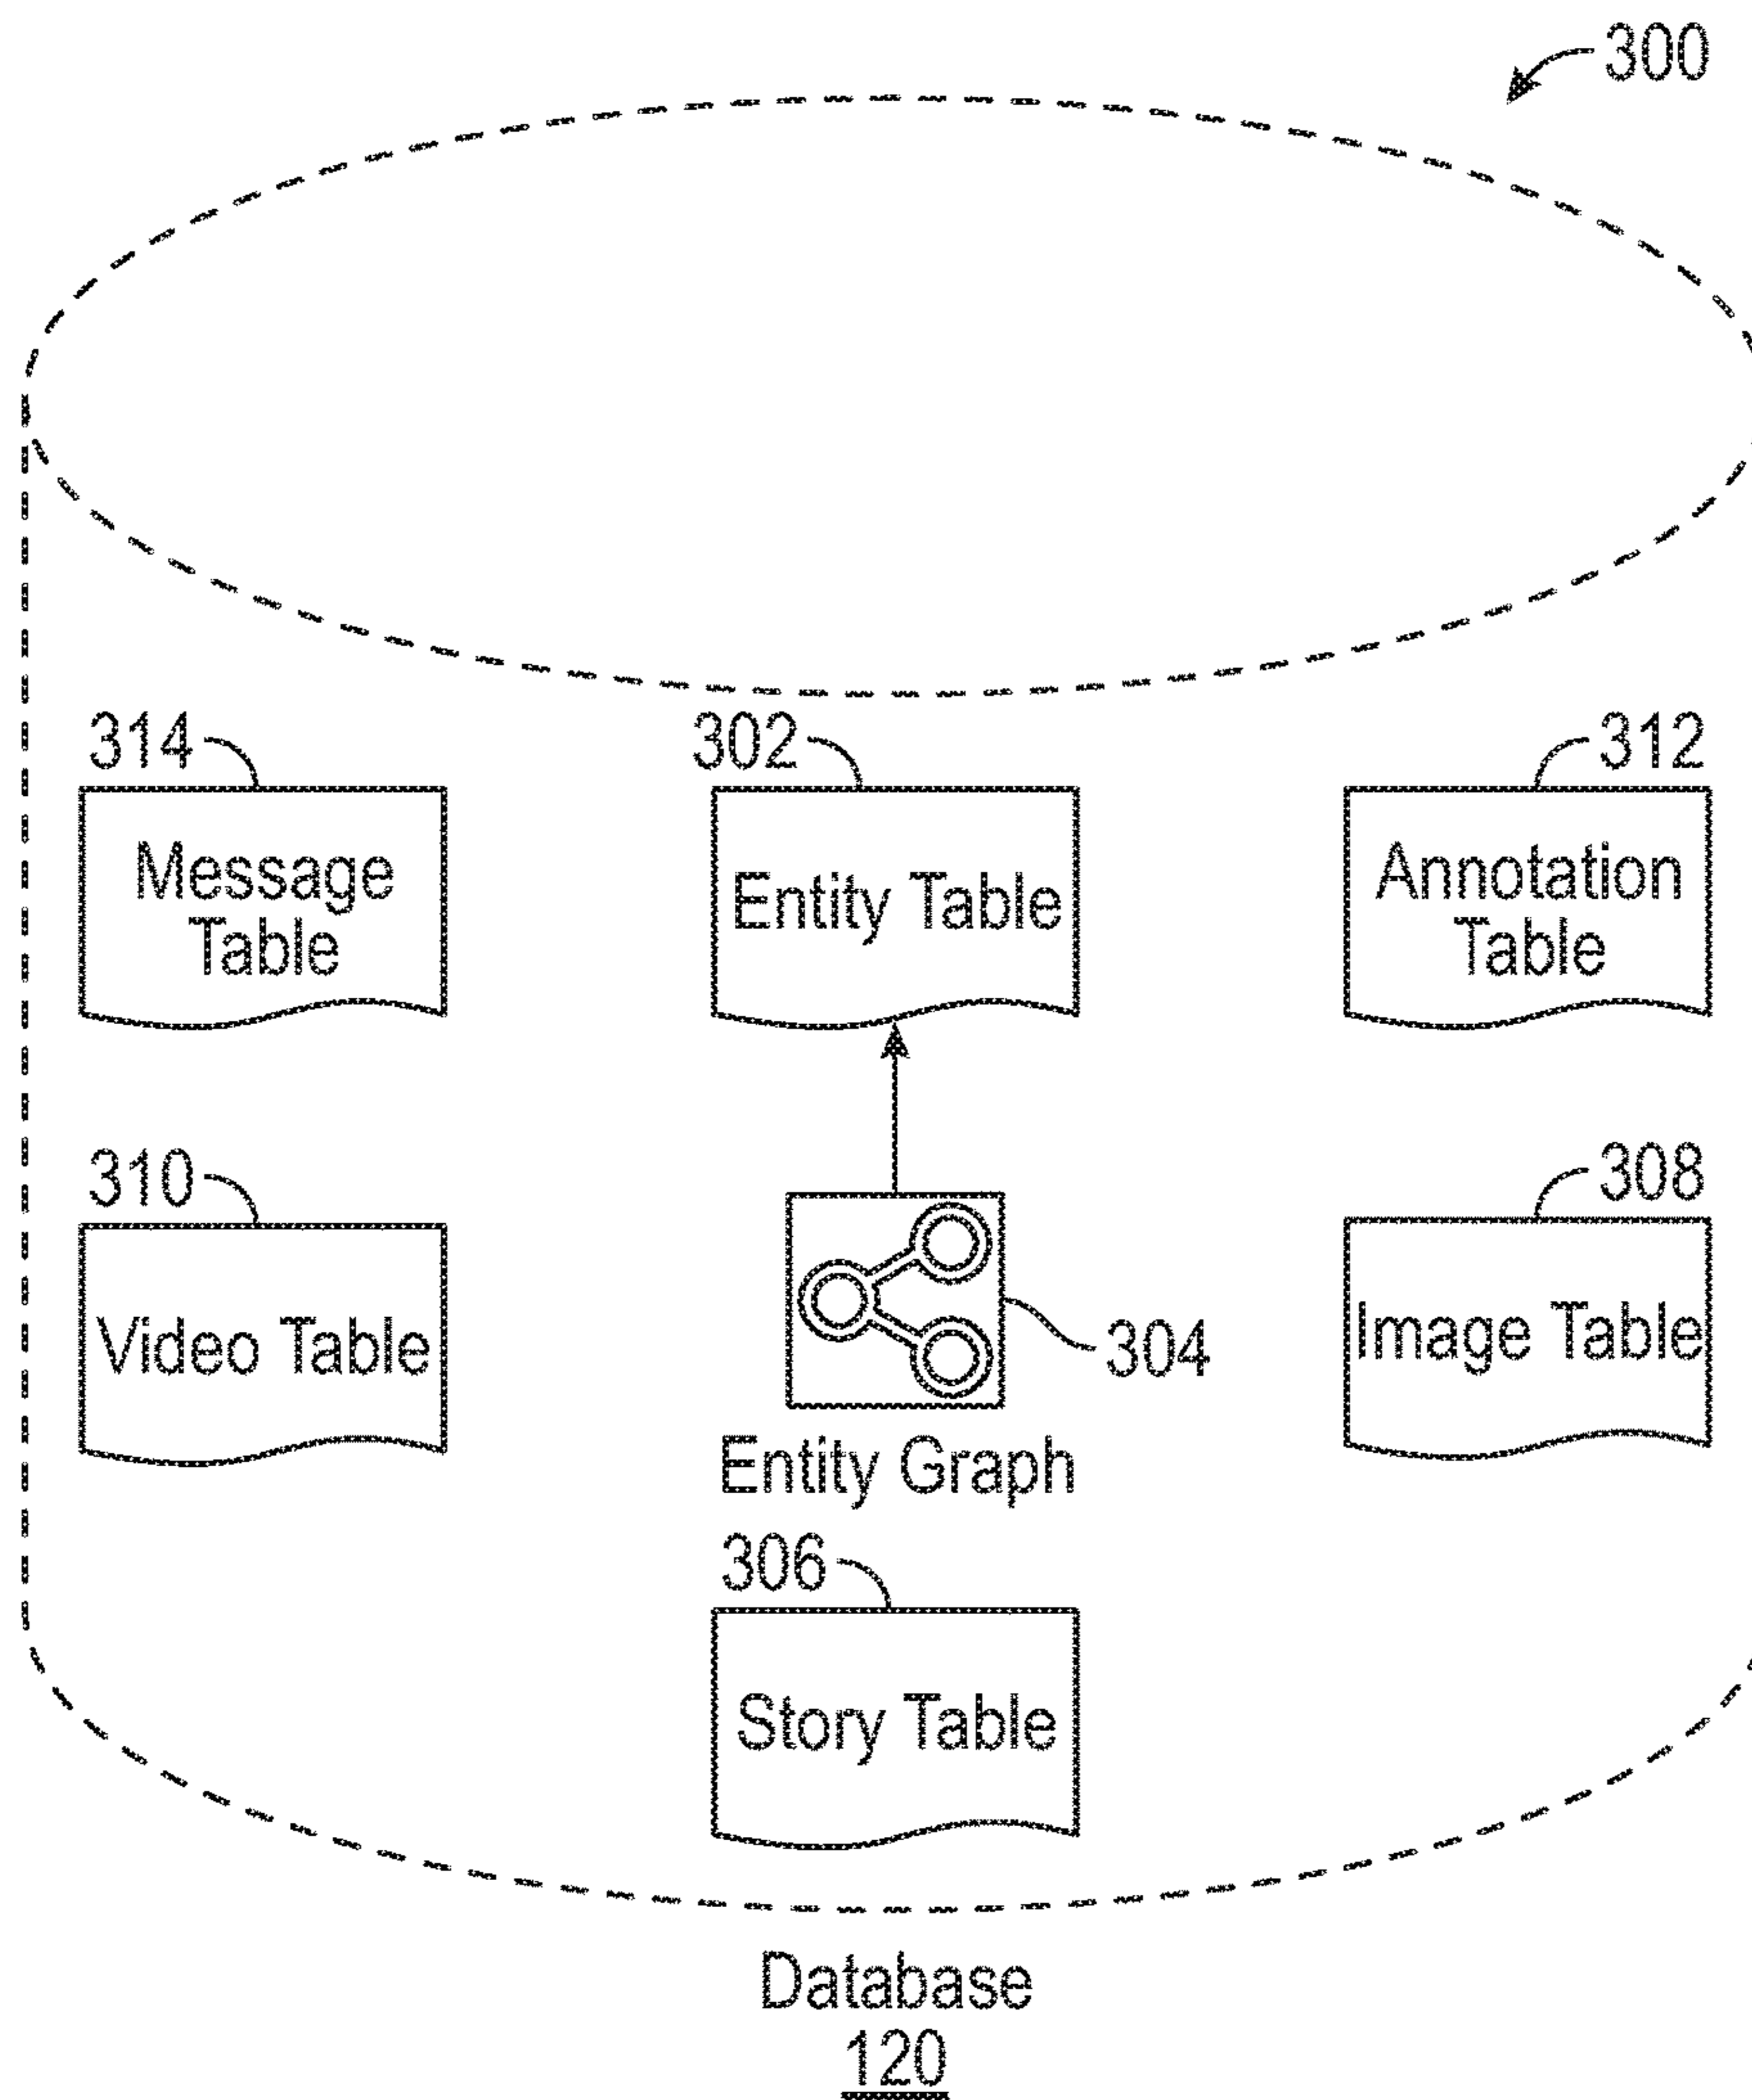 300
314
302
312
Message
Table
Entity Table
Annotation
Table
310
308
Video Table
304
Image Table
Entity Graph
306
Story Table
Database
120